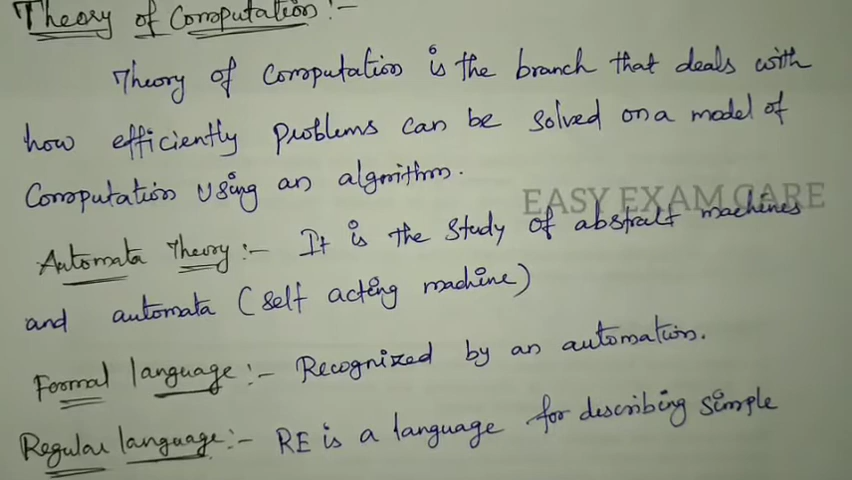 Theory of Computation :-
Theory of Computation is the branch that deals with
how efficiently problems can be solved on a model of
Computation Using an algorithm.
EASY EXAM CARE
Automata Theory :- It is the study of abstract machines
and automata (self acting machine)
Formal language :- Recognized by an automation.
Regular language :- RE is a language for describing simple